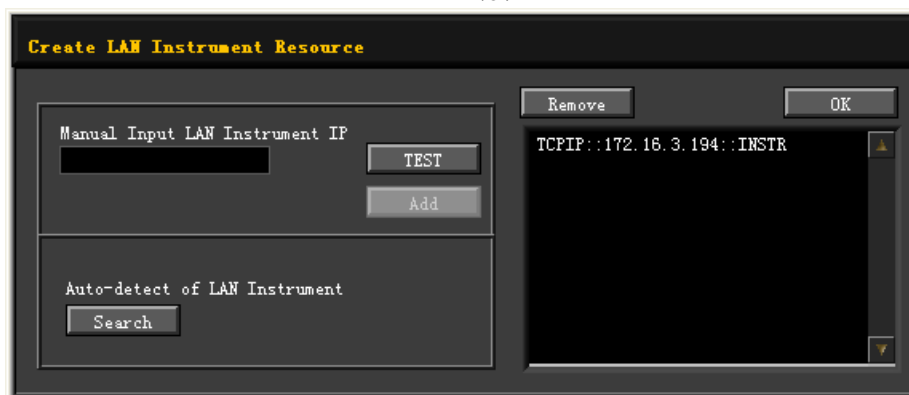 Create LAN Instrument Resource
Manual Input LAN Instrument IP
TEST
Add
Auto-detect of LAN Instrument
Search
Remove
OK
TCPIP::172.16.3.194::INSTR